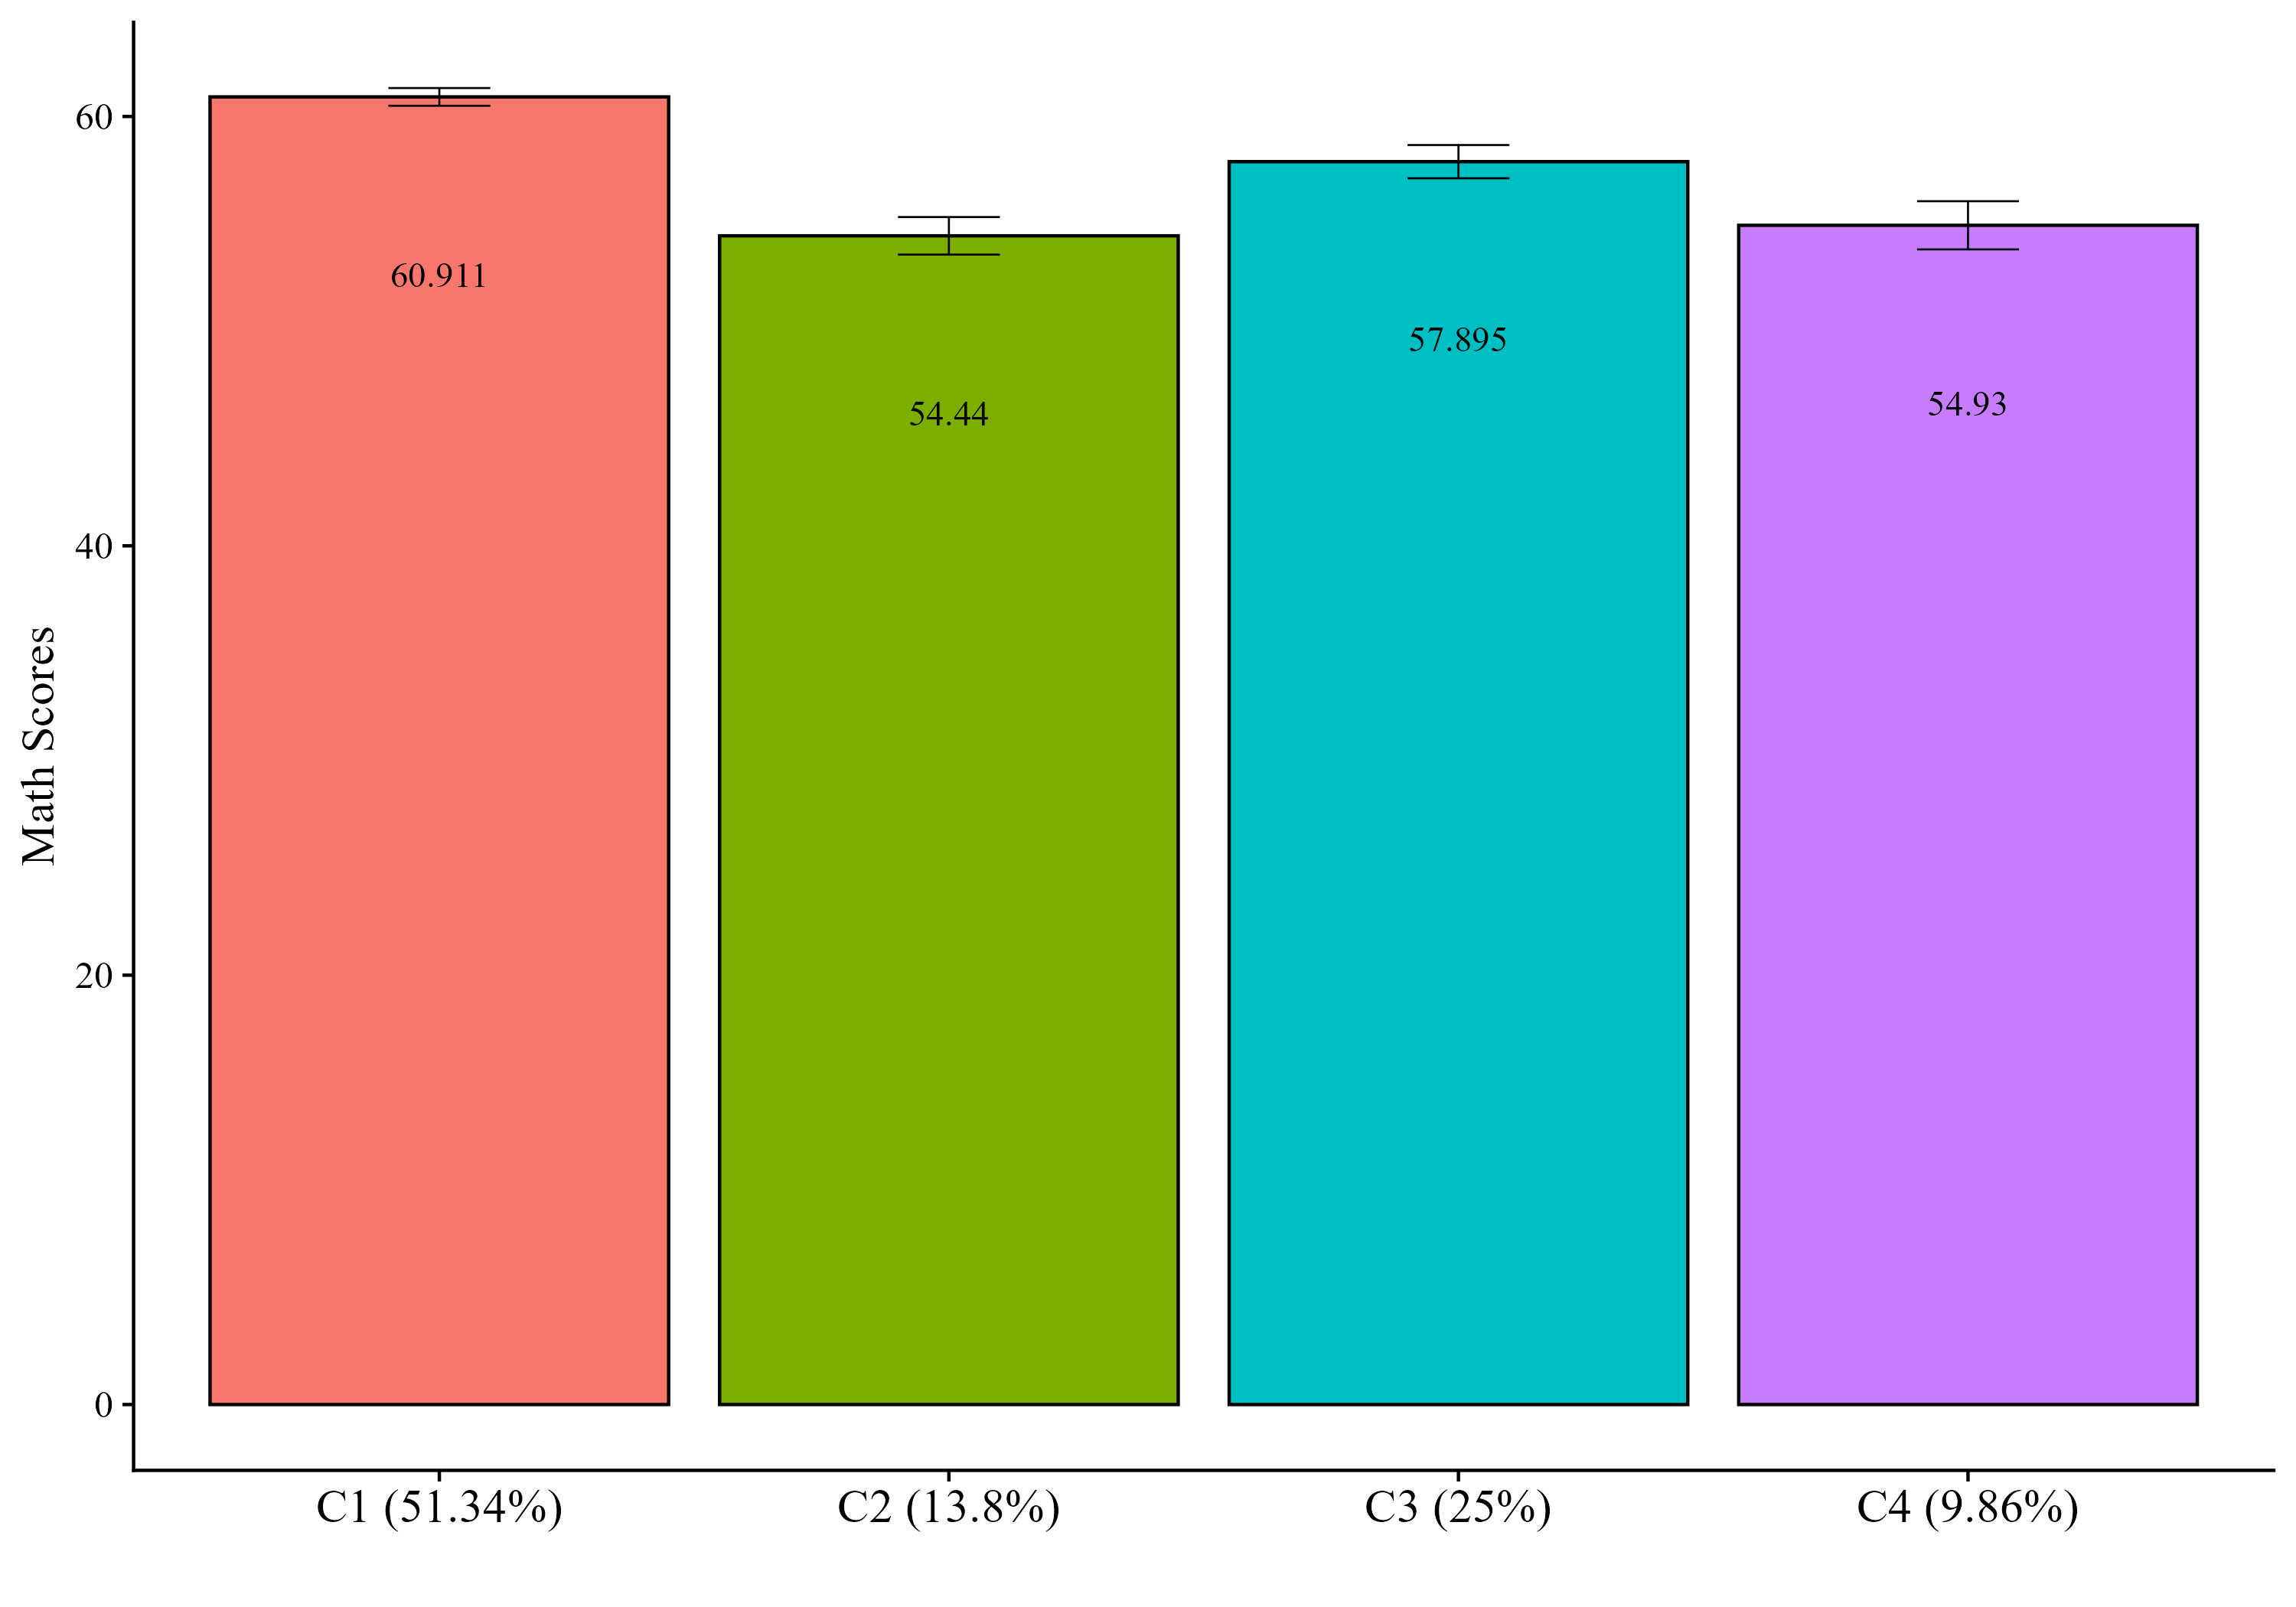 Math Scores
60
40
20
0
60.911
54.44
57.895
54.93
C1 (51.34%)
C2 (13.8%)
C3 (25%)
C4 (9.86%)